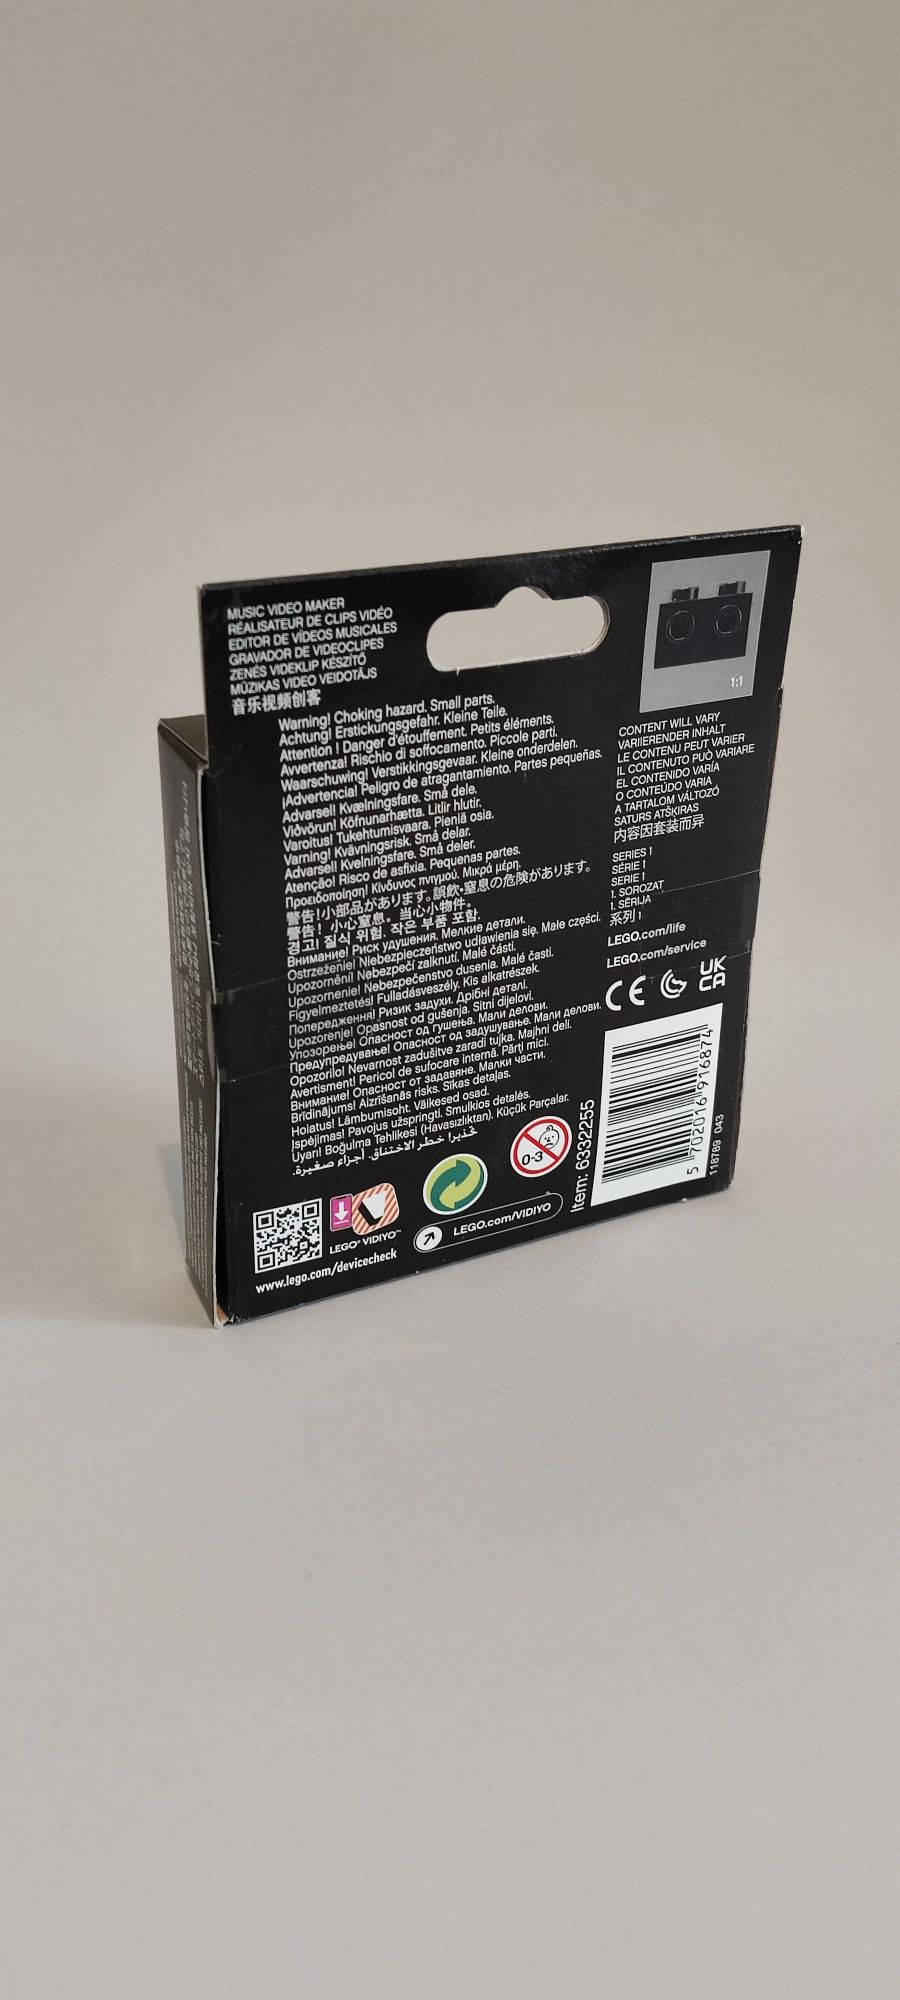 MUSIC VIDEO MAKER
RÉALISATEUR DE CLIPS VIDÉO
EDITOR DE VÍDEOS MUSICALES
GRAVADOR DE VIDEOCLIPES
ZENÉS VIDEKLIP KÉSZÍTŐ
MŪZIKAS VIDEO VEIDOTĀJS
音乐视频创客
Warning! Choking hazard. Small parts.
Achtung! Erstickungsgefahr. Kleine Teile.
Attention ! Danger d'étouffement. Petits éléments.
Avvertenza! Rischio di soffocamento. Piccole parti.
Waarschuwing! Verstikkingsgevaar. Kleine onderdelen.
¡Advertencia! Peligro de atragantamiento. Partes pequeñas.
Advarsel! Kvælningsfare. Små dele.
Viðvörun! Köfnunarhætta. Litlir hlutir.
Varoitus! Tukehtumisvaara. Pieniä osia.
Varning! Kvävningsrisk. Små delar.
Advarsel! Kvelningsfare. Små deler.
Atenção! Risco de asfixia. Pequenas partes.
Προειδοποίηση! Κίνδυνος πνιγμού. Μικρά μέρη.
警告!小部品があります。誤飲・窒息の危険があります。
警告! 小心窒息。当心小物件。
경고! 질식 위험. 작은 부품 포함.
Внимание! Риск удушения. Мелкие детали.
Ostrzeżenie! Niebezpieczeństwo udławienia się. Małe części.
Upozornění! Nebezpečí zalknutí. Malé části.
Upozornenie! Nebezpečenstvo dusenia. Malé časti.
Figyelmeztetés! Fulladásveszély. Kis alkatrészek.
Попередження! Ризик задухи. Дрібні деталі.
Upozorenje! Opasnost od gušenja. Sitni dijelovi.
Упозорење! Опасност од гушења. Мали делови.
Предупредување! Опасност од задушување. Мали делови.
Opozorilo! Nevarnost zadušitve zaradi tujka. Majhni deli.
Avertisment! Pericol de sufocare internă. Părți mici.
Внимание! Опасност от задавяне. Малки части.
Brīdinājums! Aizrīšanās risks. Sīkas detaļas.
Hoiatus! Lämbumisoht. Väikesed osad.
Įspėjimas! Pavojus užspringti. Smulkios detalės.
Uyarı! Boğulma Tehlikesi (Havasızlıktan). Küçük Parçalar.
تحذير! خطر الاختناق. أجزاء صغيرة.
1:1
CONTENT WILL VARY
VARIIERENDER INHALT
LE CONTENU PEUT VARIER
IL CONTENUTO PUÒ VARIARE
EL CONTENIDO VARÍA
O CONTEÚDO VARIA
A TARTALOM VÁLTOZÓ
SATURS ATŠĶIRAS
内容因套装而异
SERIES 1
SÉRIE 1
SERIE 1
1. SOROZAT
1. SĒRIJA
系列 1
LEGO.com/life
LEGO.com/service
CE
UK
CA
5 702016 916874
118789 043
Item: 6332255
0-3
LEGO® VIDIYO™
www.lego.com/devicecheck
LEGO.com/VIDIYO